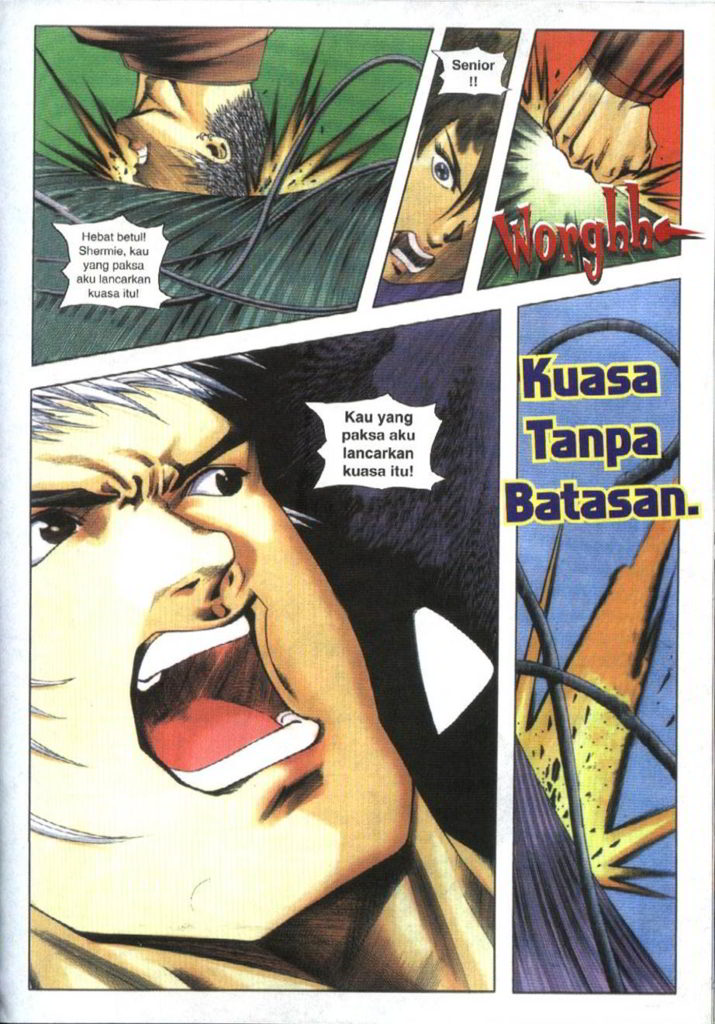 Senior
!!
Worghh
Hebat betul!
Shermie, kau
yang paksa
aku lancarkan
kuasa itu!
Kau yang
paksa aku
lancarkan
kuasa itu!
Kuasa
Tanpa
Batasan.